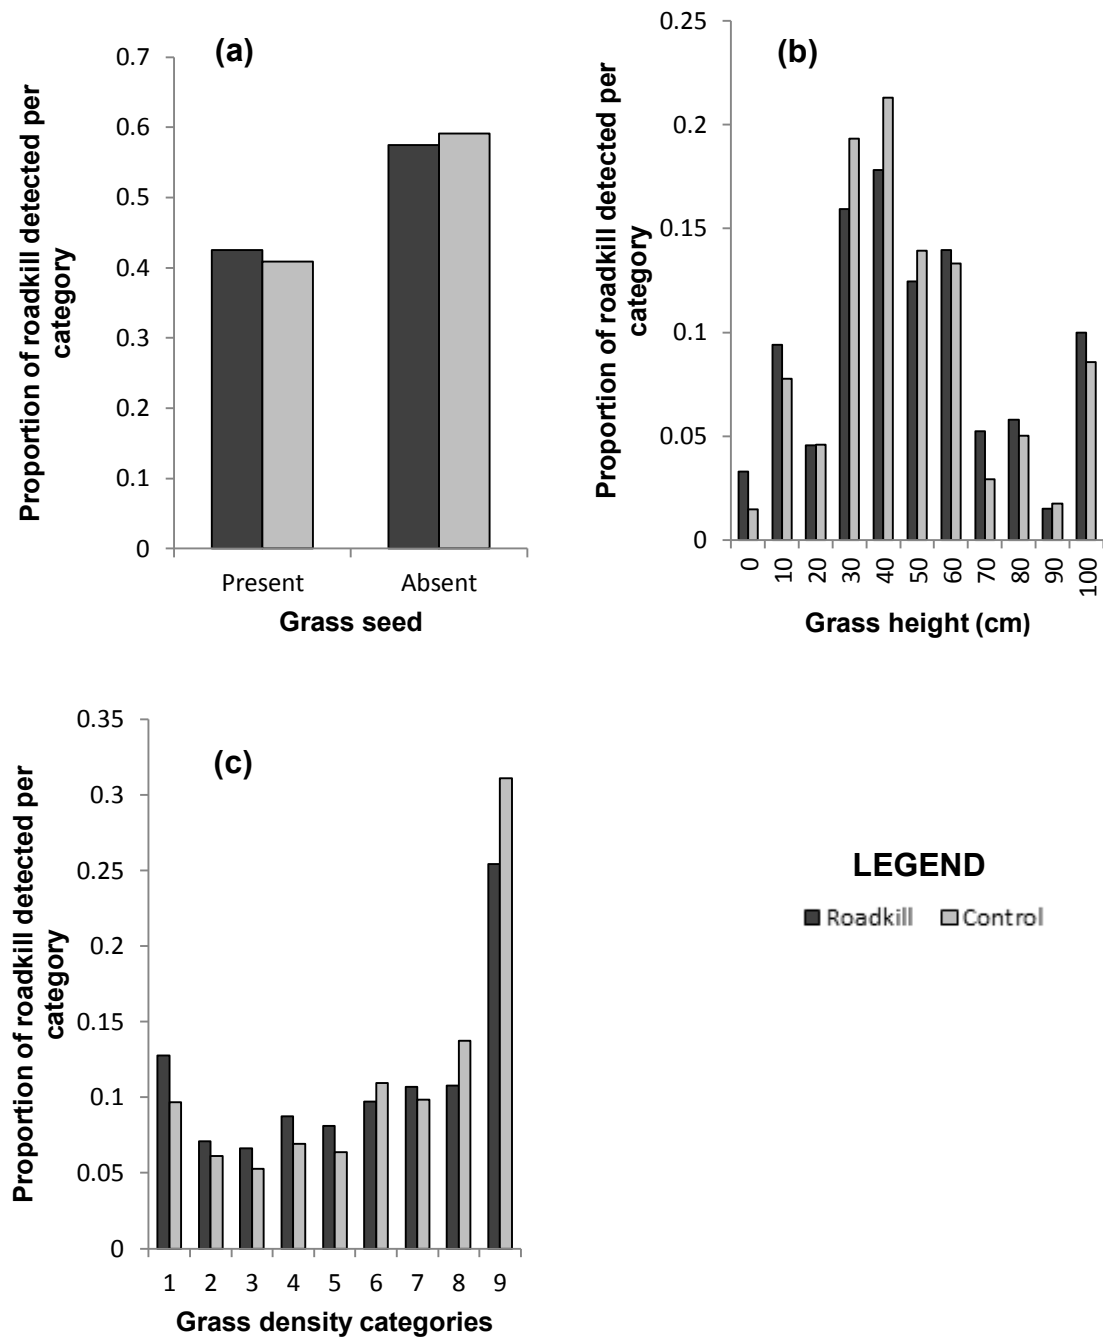 (a)
Proportion of roadkill detected per
category
0.7
0.6
0.5
0.4
0.3
0.2
0.1
0
Present Absent
Grass seed
(b)
Proportion of roadkill detected per
category
0.25
0.2
0.15
0.1
0.05
0
0 10 20 30 40 50 60 70 80 90 100
Grass height (cm)
(c)
Proportion of roadkill detected per
category
0.35
0.3
0.25
0.2
0.15
0.1
0.05
0
1 2 3 4 5 6 7 8 9
Grass density categories
LEGEND
Roadkill Control